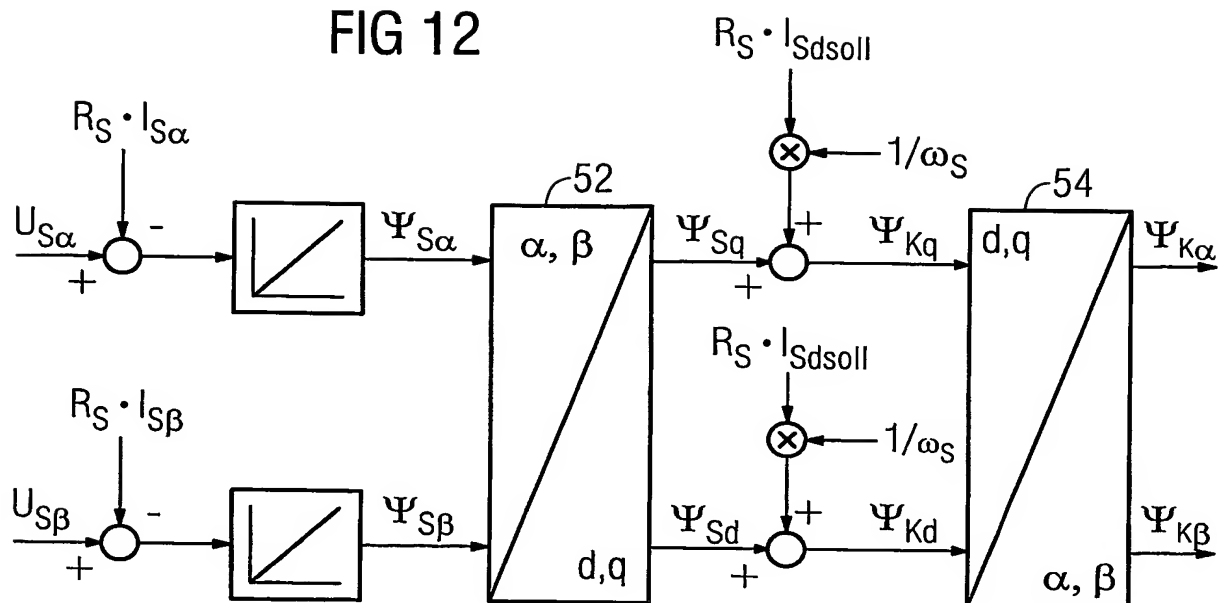 FIG 12
R_S · I_Sα
U_Sα
-
+
Ψ_Sα
R_S · I_Sβ
U_Sβ
-
+
Ψ_Sβ
52
α, β
d,q
Ψ_Sq
+
R_S · I_Sdsoll
×
1/ω_S
+
Ψ_Kq
Ψ_Sd
+
R_S · I_Sdsoll
×
1/ω_S
+
Ψ_Kd
54
d,q
α, β
Ψ_Kα
Ψ_Kβ